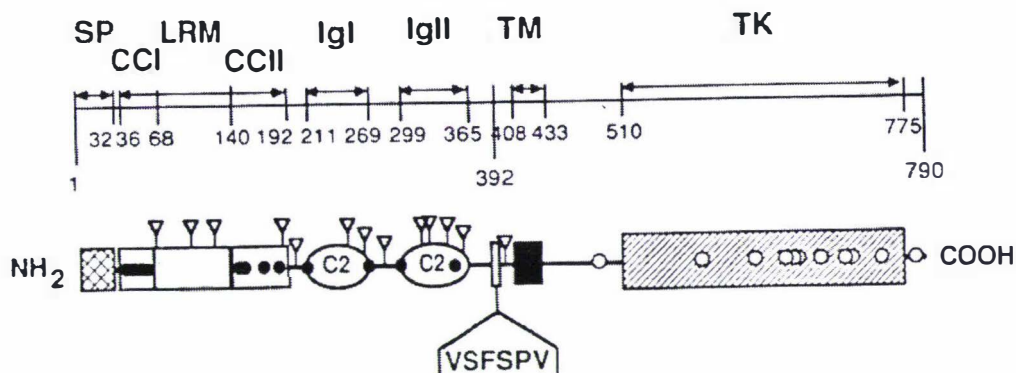 SP LRM IgI IgII TM TK
CCI CCII
32 36 68 140 192 211 269 299 365 408 433 510 775
1 392 790
NH2 C2 C2 COOH
VSFSPV